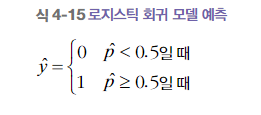 식 4-15 로지스틱 회귀 모델 예측
ŷ = { 0 p̂ < 0.5일 때
1 p̂ ≥ 0.5일 때